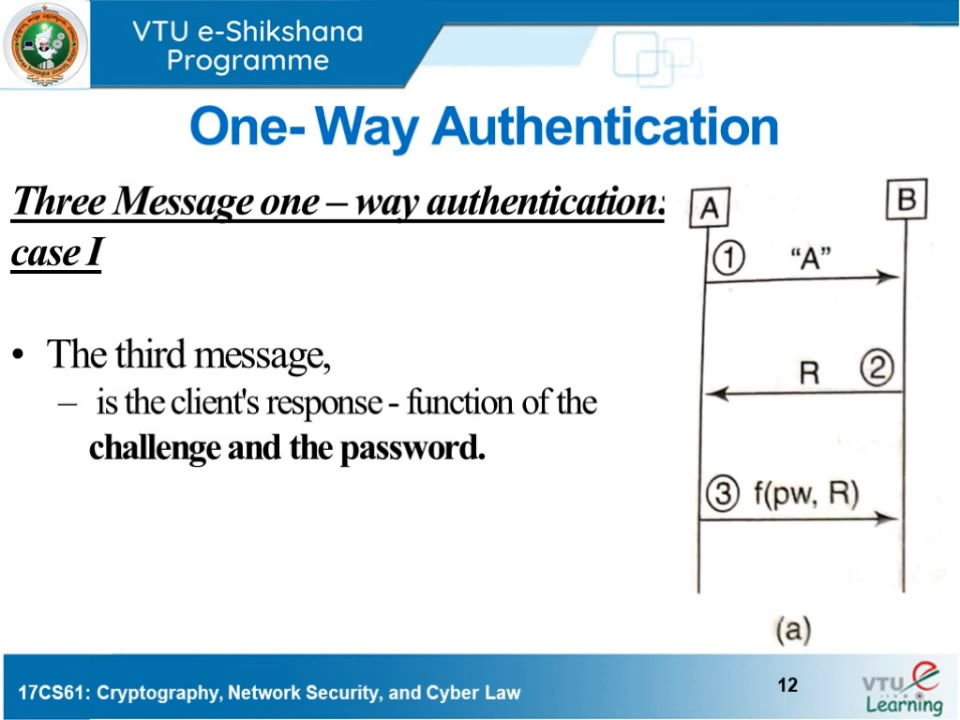 VTU e-Shikshana
Programme
One- Way Authentication
Three Message one – way authentication:
case I
• The third message,
– is the client's response - function of the
challenge and the password.
A
B
① "A"
R ②
③ f(pw, R)
(a)
17CS61: Cryptography, Network Security, and Cyber Law
12
VTU e
Learning